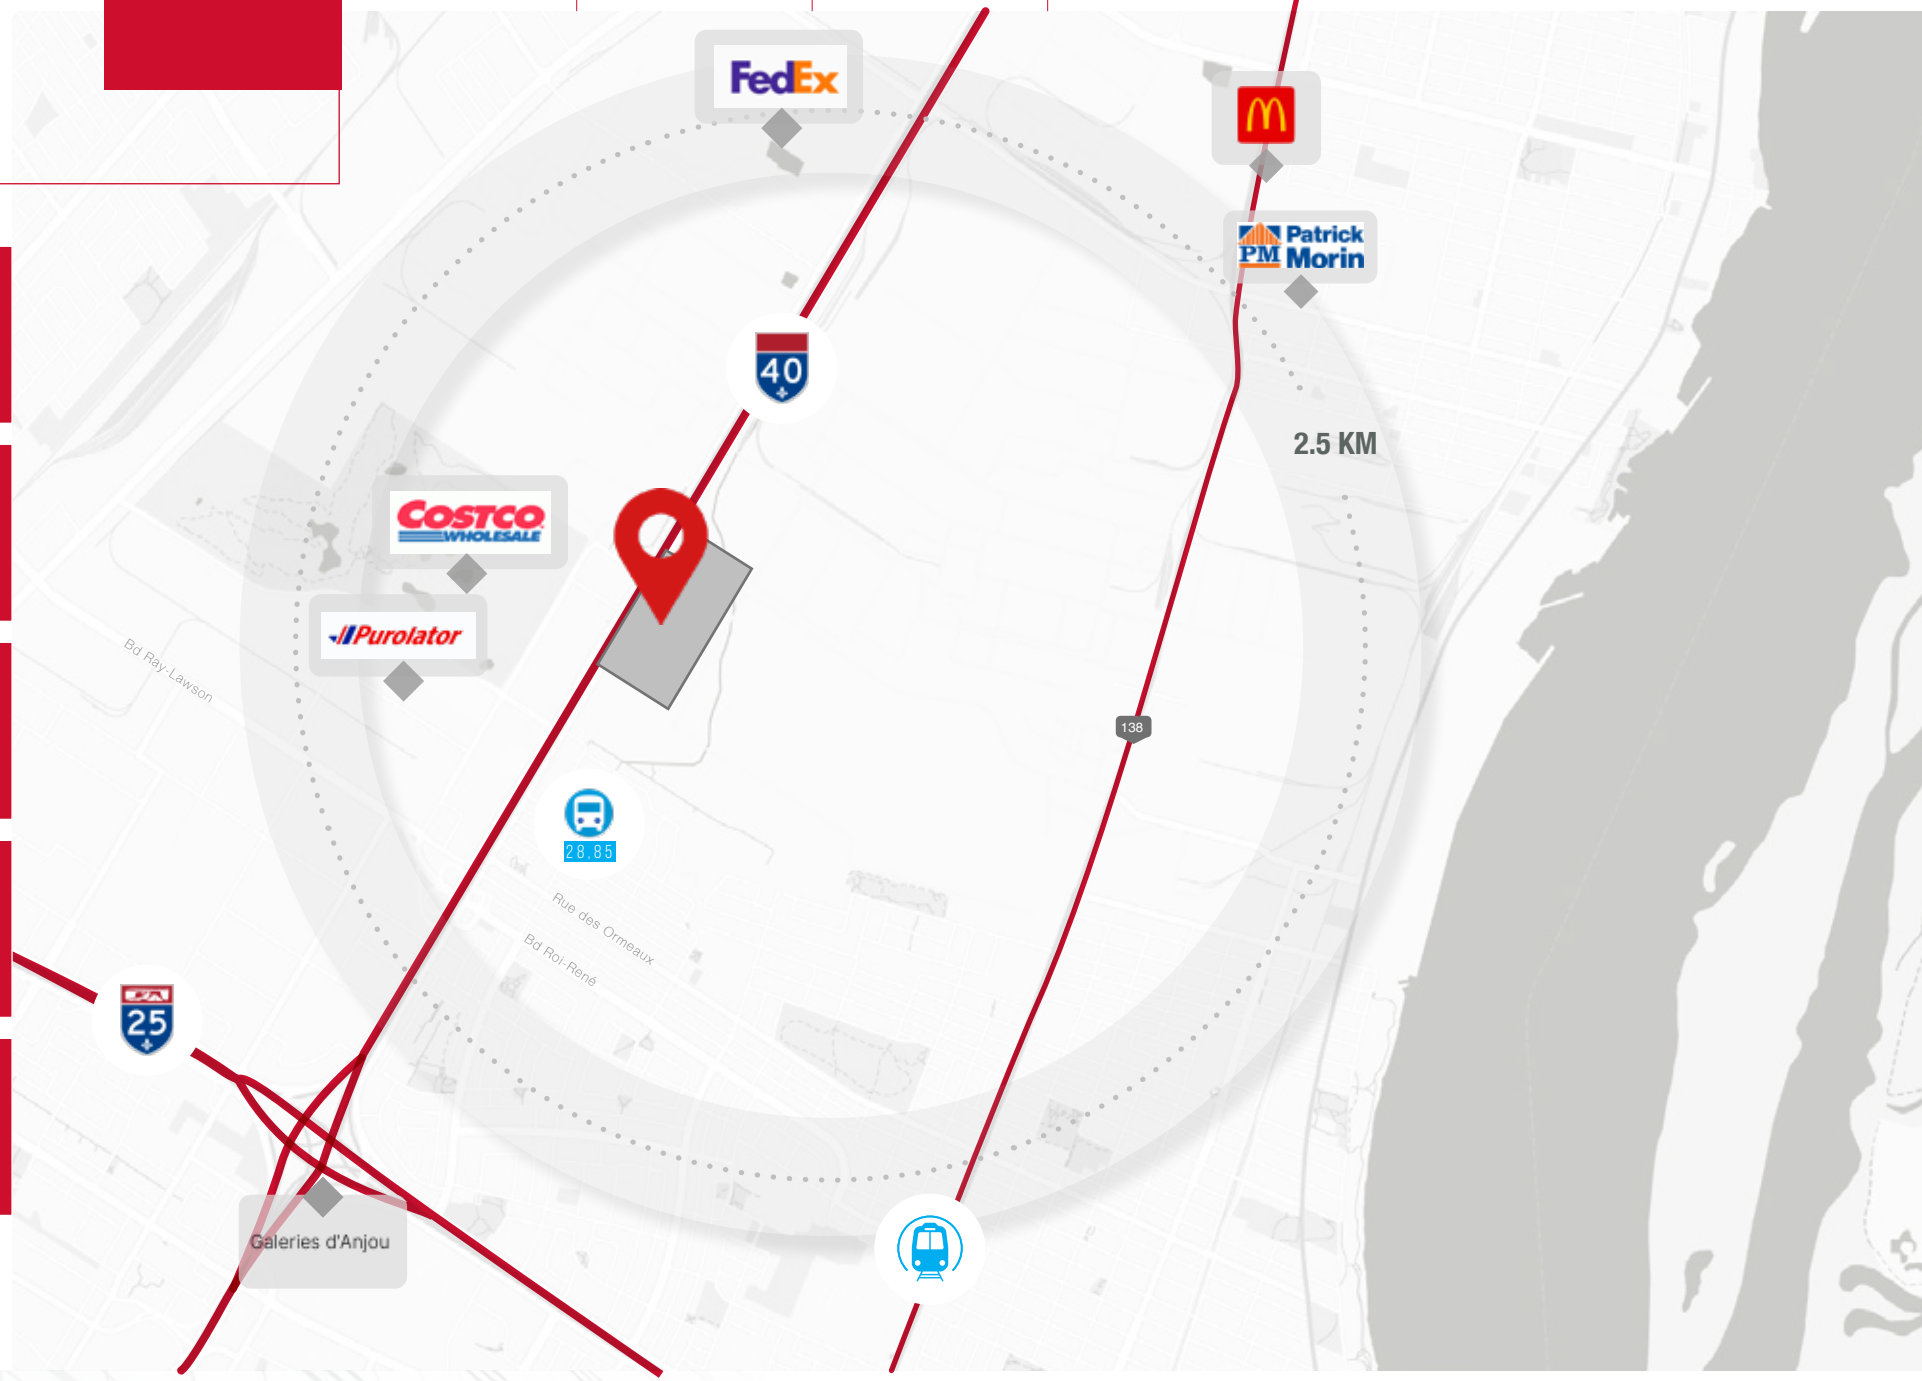 FedEx
Patrick
PM Morin
40
2.5 KM
COSTCO
WHOLESALE
Purolator
Bd Ray-Lawson
138
28,85
Rue des Ormeaux
Bd Roi-René
25
Galeries d'Anjou